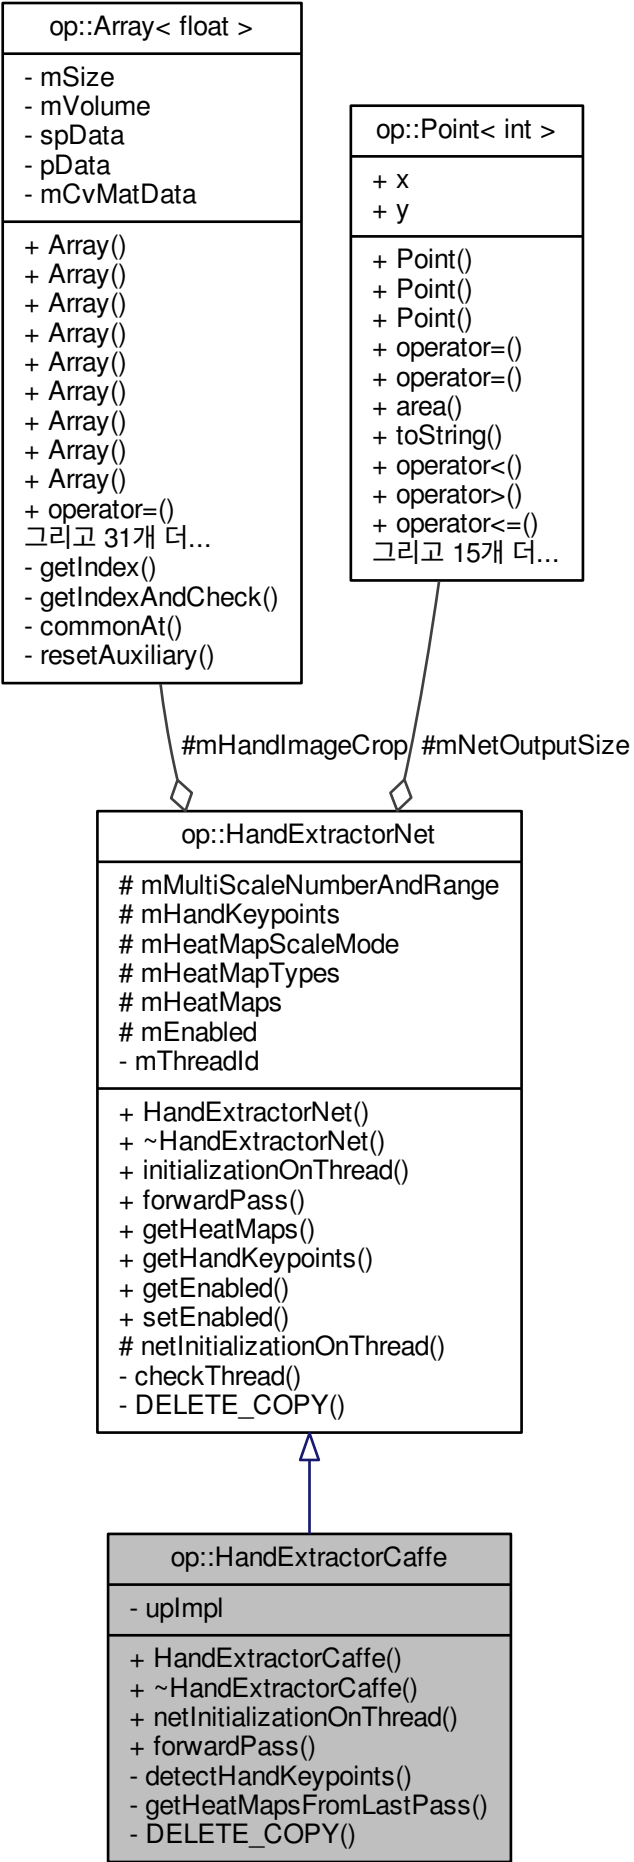 op::Array< float >
- mSize
- mVolume
- spData
- pData
- mCvMatData
+ Array()
+ Array()
+ Array()
+ Array()
+ Array()
+ Array()
+ Array()
+ Array()
+ Array()
+ operator=()
그리고 31개 더...
- getIndex()
- getIndexAndCheck()
- commonAt()
- resetAuxiliary()
op::Point< int >
+ x
+ y
+ Point()
+ Point()
+ Point()
+ operator=()
+ operator=()
+ area()
+ toString()
+ operator<()
+ operator>()
+ operator<=()
그리고 15개 더...
#mHandImageCrop
#mNetOutputSize
op::HandExtractorNet
# mMultiScaleNumberAndRange
# mHandKeypoints
# mHeatMapScaleMode
# mHeatMapTypes
# mHeatMaps
# mEnabled
- mThreadId
+ HandExtractorNet()
+ ~HandExtractorNet()
+ initializationOnThread()
+ forwardPass()
+ getHeatMaps()
+ getHandKeypoints()
+ getEnabled()
+ setEnabled()
# netInitializationOnThread()
- checkThread()
- DELETE_COPY()
op::HandExtractorCaffe
- upImpl
+ HandExtractorCaffe()
+ ~HandExtractorCaffe()
+ netInitializationOnThread()
+ forwardPass()
- detectHandKeypoints()
- getHeatMapsFromLastPass()
- DELETE_COPY()